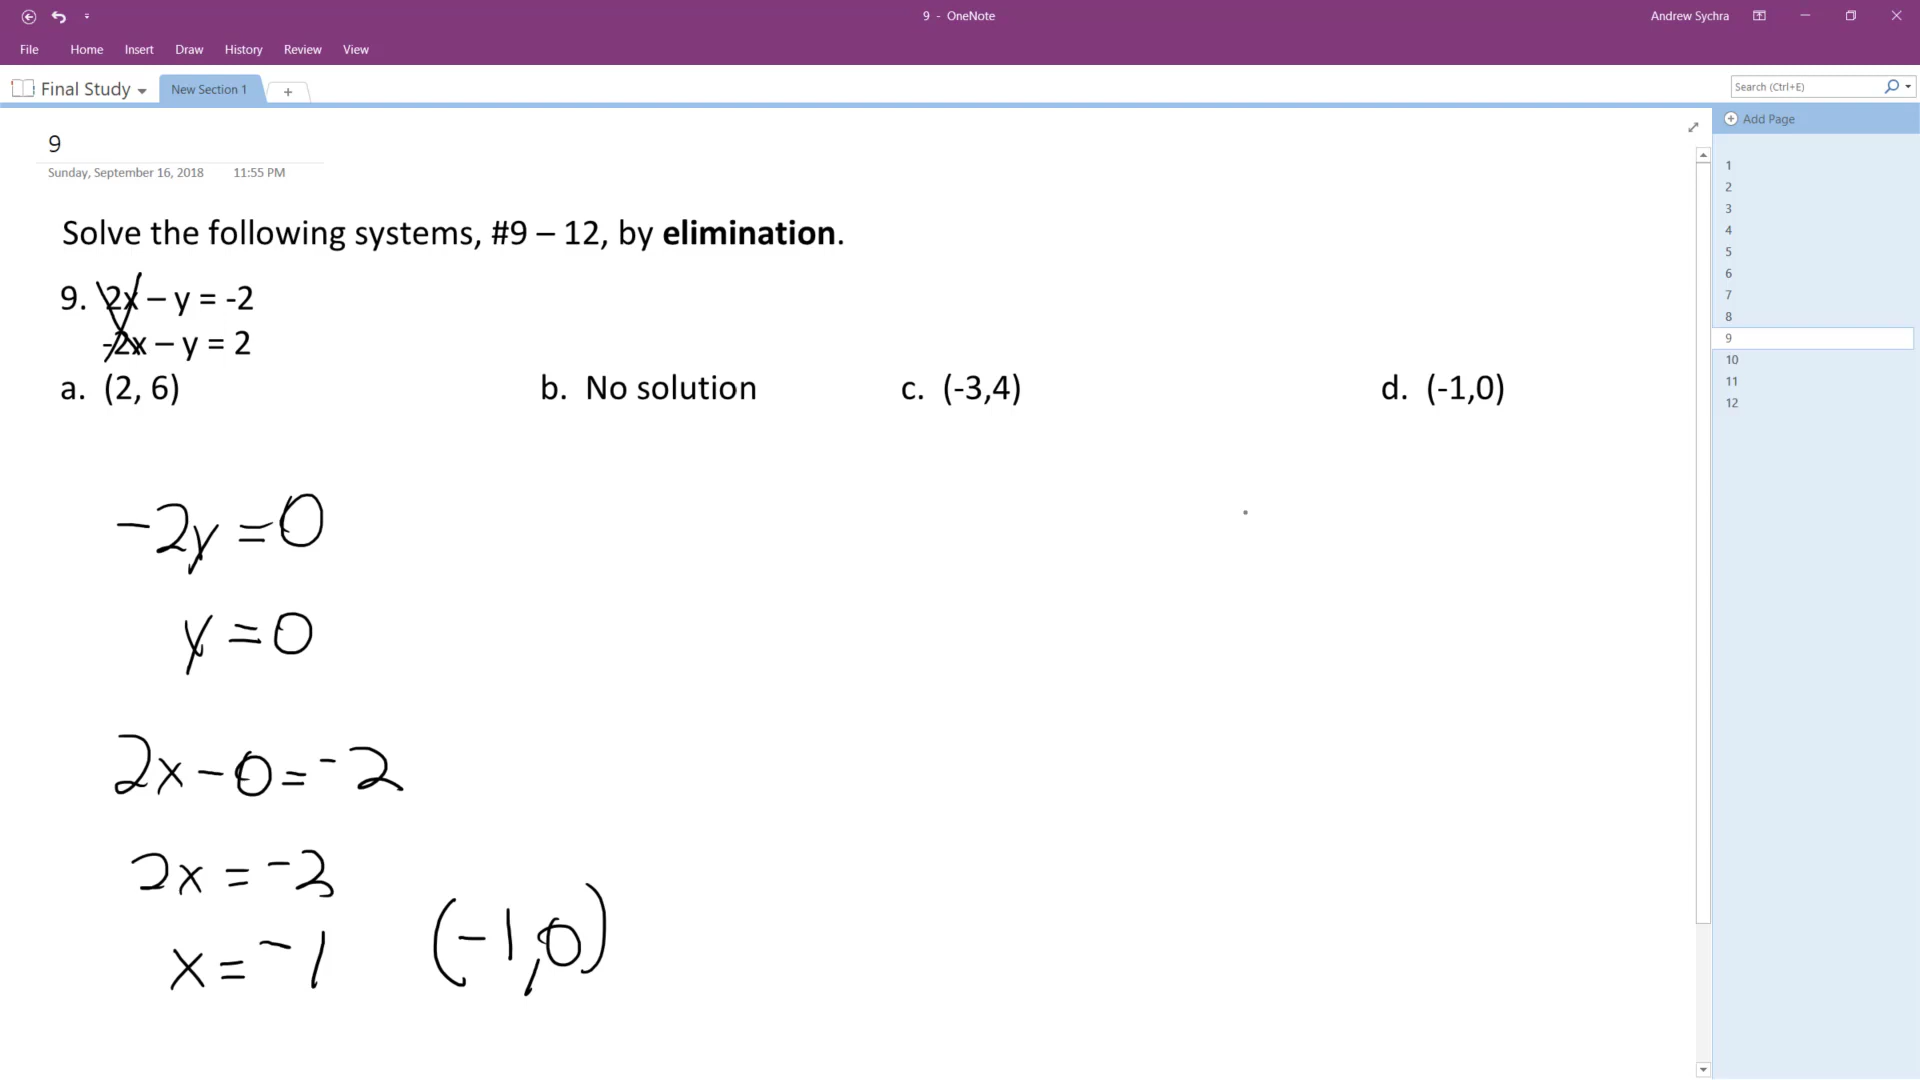 9 - OneNote
Andrew Sychra
File Home Insert Draw History Review View
Final Study New Section 1 +
Search (Ctrl+E)
Add Page
9
Sunday, September 16, 2018 11:55 PM
Solve the following systems, #9 – 12, by elimination.
9. 2x – y = -2
-2x – y = 2
a. (2, 6) b. No solution c. (-3,4) d. (-1,0)
-2y = 0
y = 0
2x - 0 = -2
2x = -2
x = -1 (-1,0)
1
2
3
4
5
6
7
8
9
10
11
12